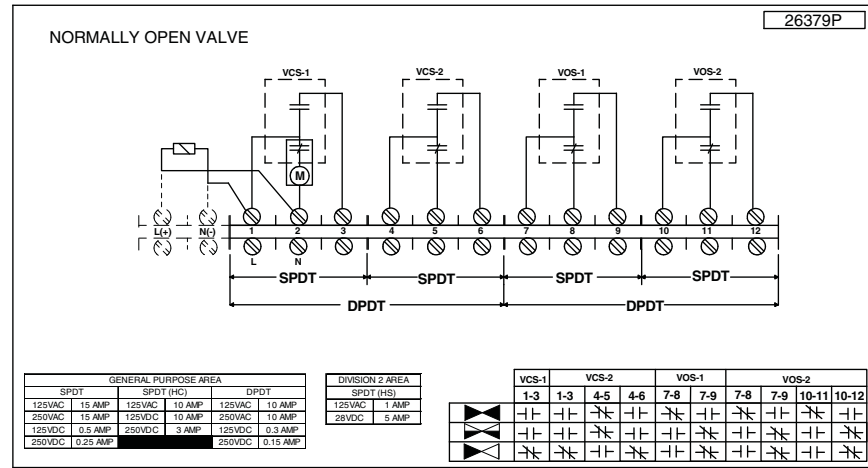 26379P
NORMALLY OPEN VALVE
VCS-1 VCS-2 VOS-1 VOS-2
M
L(+) N(-) 1 2 3 4 5 6 7 8 9 10 11 12
L N
SPDT SPDT SPDT SPDT
DPDT DPDT
GENERAL PURPOSE AREA
SPDT SPDT (HC) DPDT
125VAC 15 AMP 125VAC 10 AMP 125VAC 10 AMP
250VAC 15 AMP 125VDC 10 AMP 250VAC 10 AMP
125VDC 0.5 AMP 250VDC 3 AMP 125VDC 0.3 AMP
250VDC 0.25 AMP 250VDC 0.15 AMP
DIVISION 2 AREA
SPDT (HS)
125VAC 1 AMP
28VDC 5 AMP
VCS-1 VCS-2 VOS-1 VOS-2
1-3 1-3 4-5 4-6 7-8 7-9 7-8 7-9 10-11 10-12